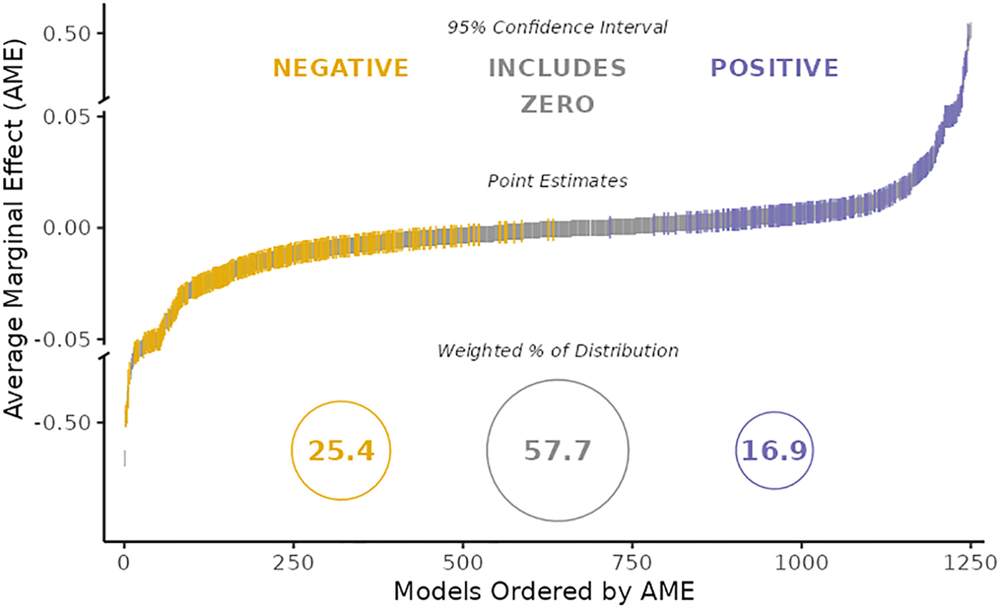 Average Marginal Effect (AME)
0.50
0.05
0.00
-0.05
-0.50
95% Confidence Interval
NEGATIVE
INCLUDES
ZERO
POSITIVE
Point Estimates
Weighted % of Distribution
25.4
57.7
16.9
0
250
500
750
1000
1250
Models Ordered by AME